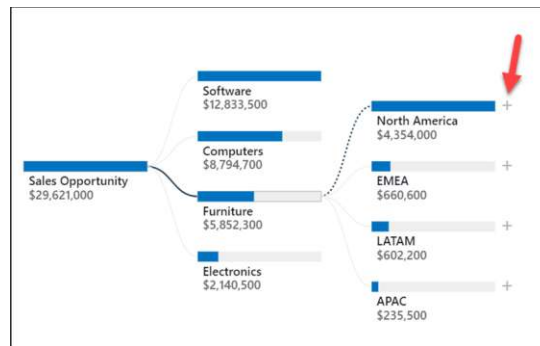 Sales Opportunity
$29,621,000
Software
$12,833,500
Computers
$8,794,700
Furniture
$5,852,300
Electronics
$2,140,500
North America
$4,354,000
EMEA
$660,600
LATAM
$602,200
APAC
$235,500